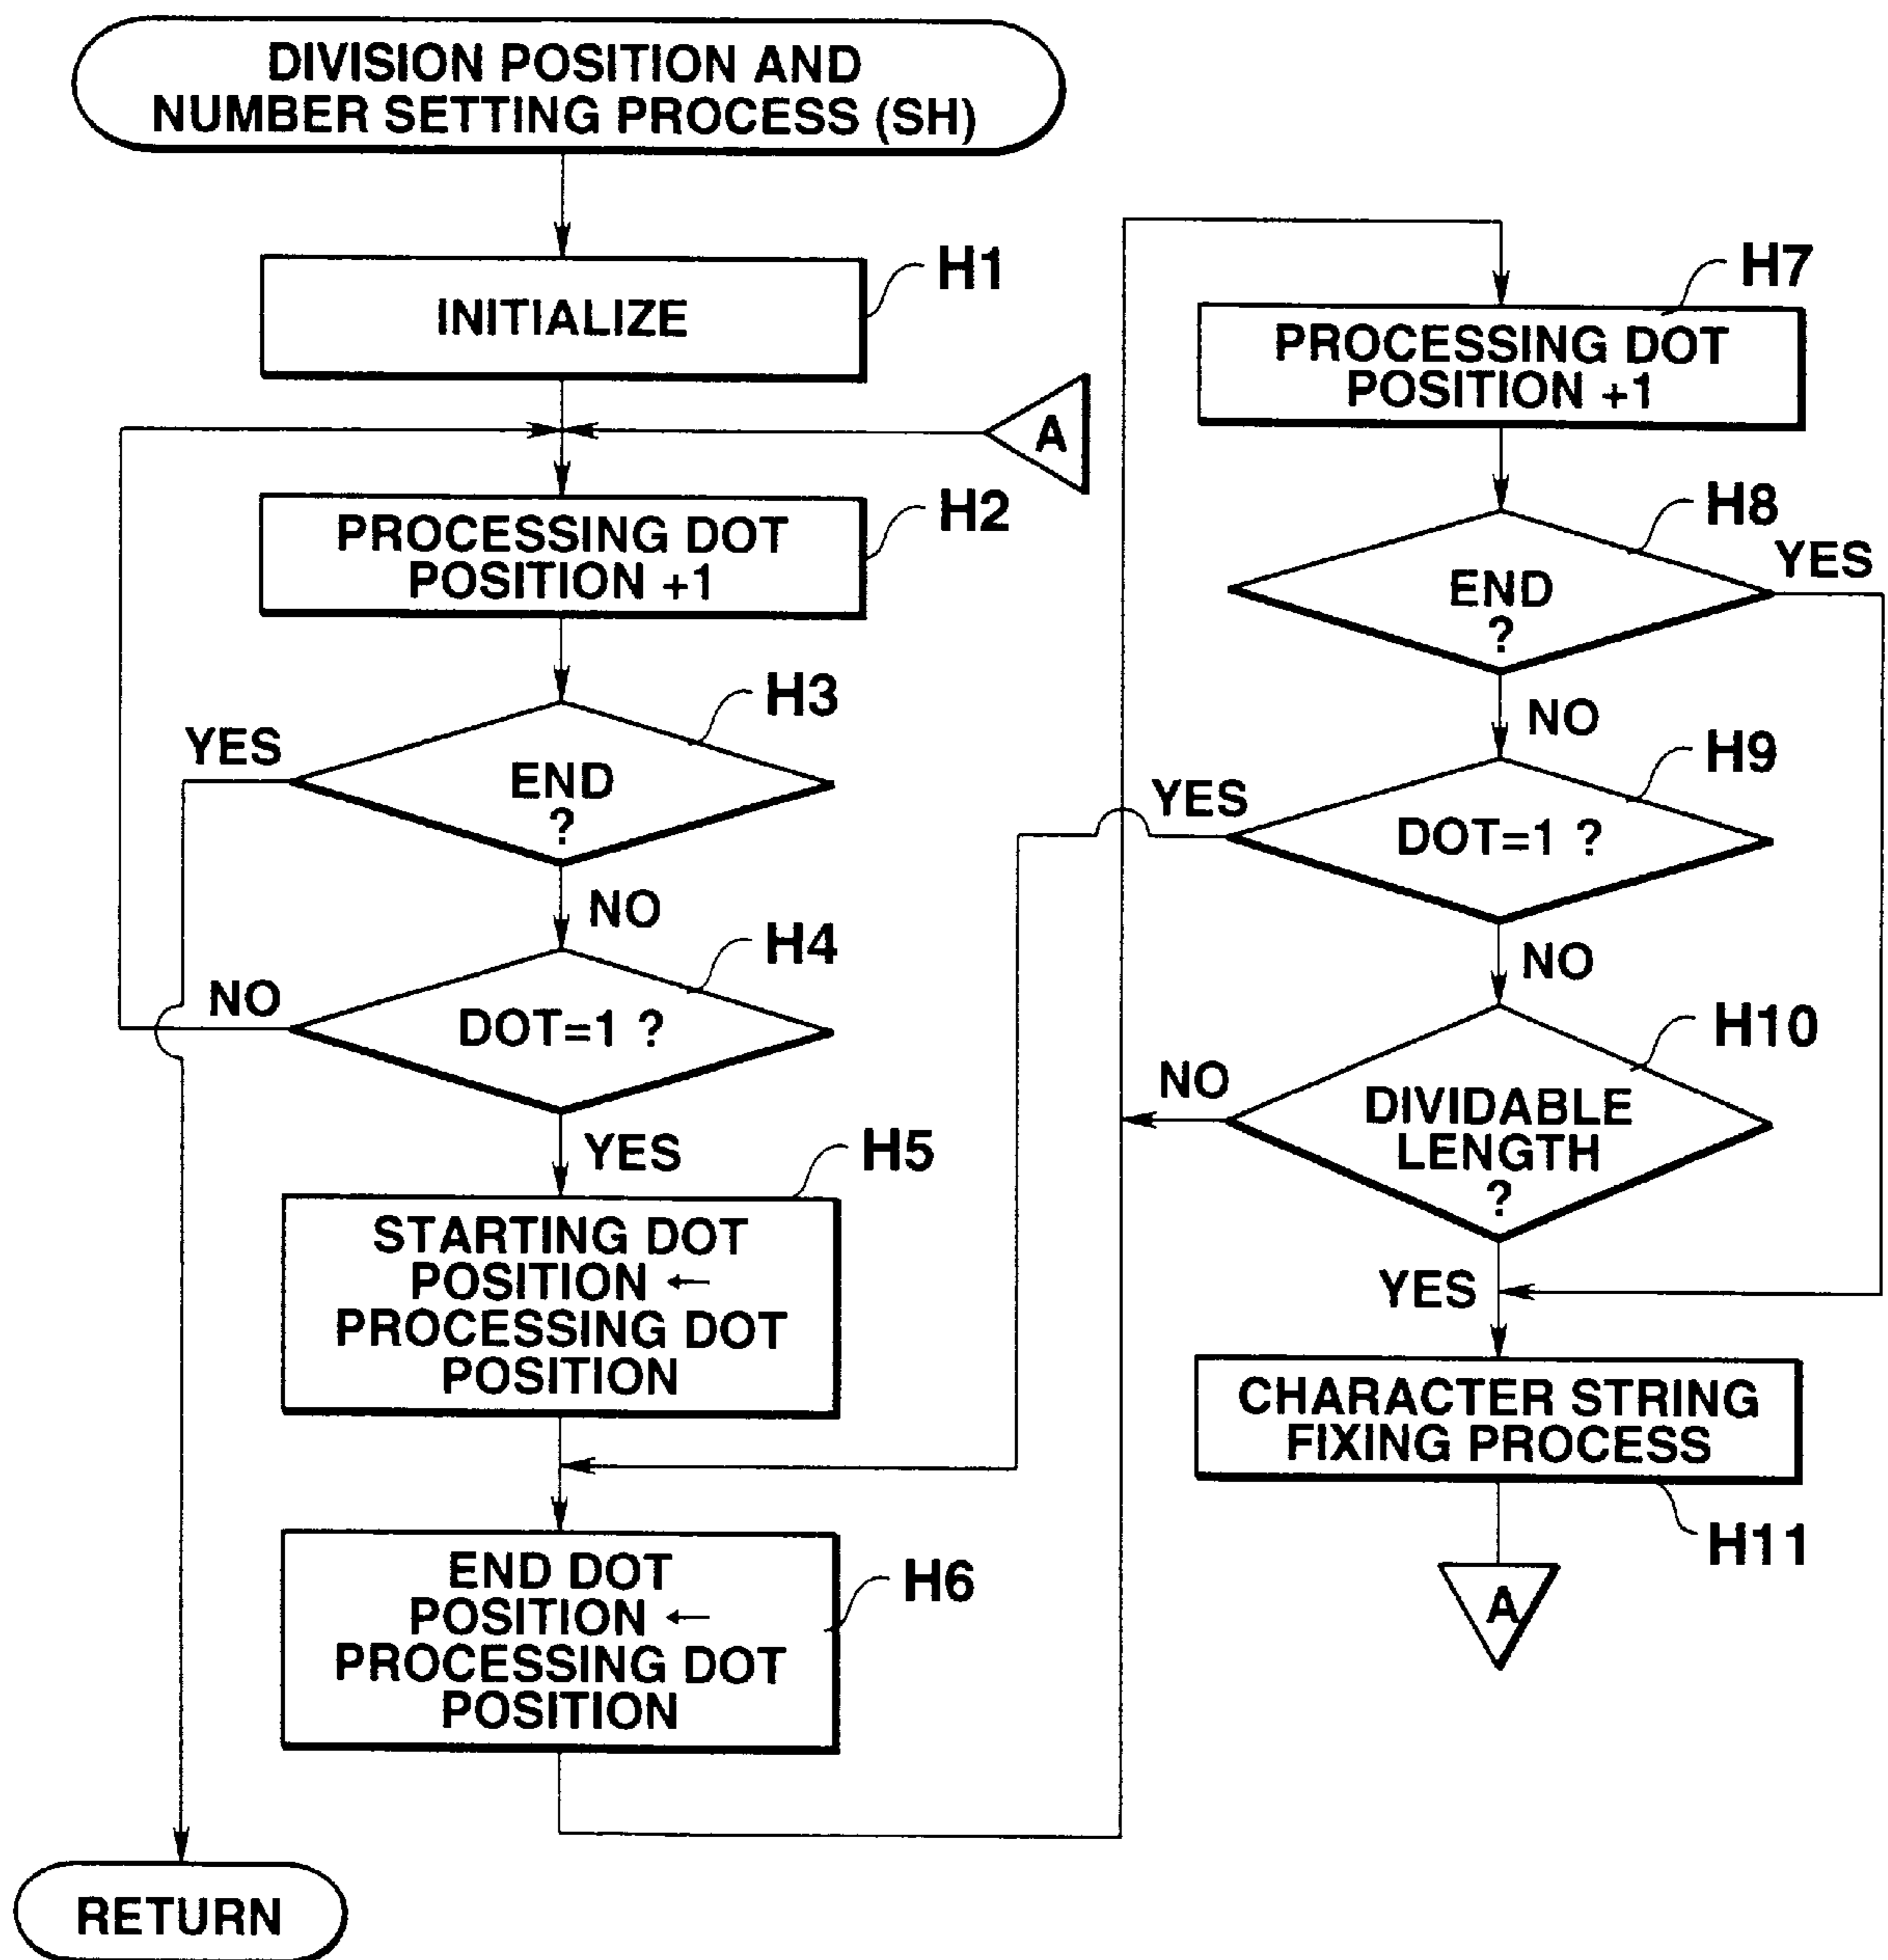 DIVISION POSITION AND
NUMBER SETTING PROCESS (SH)
H1
INITIALIZE
A
H2
PROCESSING DOT
POSITION +1
H3
YES
END
?
NO
H4
NO
DOT=1 ?
YES
H5
STARTING DOT
POSITION ←
PROCESSING DOT
POSITION
END DOT
H6
POSITION ←
PROCESSING DOT
POSITION
RETURN
H7
PROCESSING DOT
POSITION +1
H8
YES
END
?
NO
H9
YES
DOT=1 ?
NO
H10
NO
DIVIDABLE
LENGTH
?
YES
CHARACTER STRING
FIXING PROCESS
H11
A